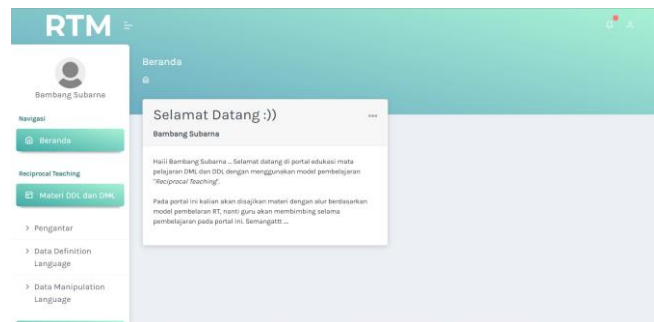 RTM
Bambang Subarna
Navigasi
Beranda
Reciprocal Teaching
Materi DDL dan DML
> Pengantar
> Data Definition
Language
> Data Manipulation
Language
Beranda
Selamat Datang :))
Bambang Subarna
Haiii Bambang Subarna ... Selamat datang di portal edukasi mata
pelajaran DML dan DDL dengan menggunakan model pembelajaran
"Reciprocal Teaching".
Pada portal ini kalian akan disajikan materi dengan alur berdasarkan
model pembelaran RT, nanti guru akan membimbing selama
pembelajaran pada portal ini. Semangattt ...